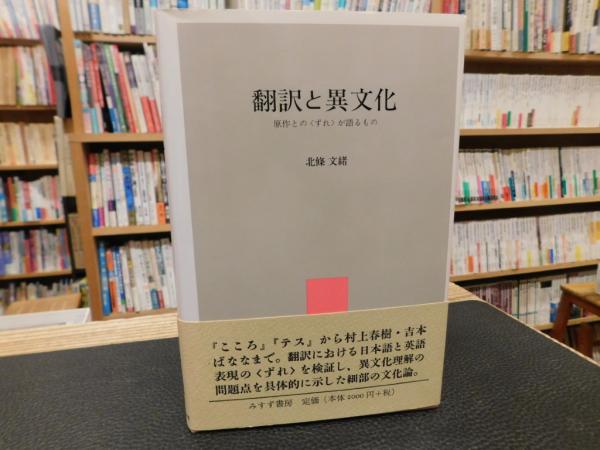 翻訳と異文化
原作との〈ずれ〉が語るもの
北條 文緒
『こころ』『テス』から村上春樹・吉本
ばななまで。翻訳における日本語と英語
表現の〈ずれ〉を検証し、異文化理解の
問題点を具体的に示した細部の文化論。
みすず書房 定価（本体2000円+税）